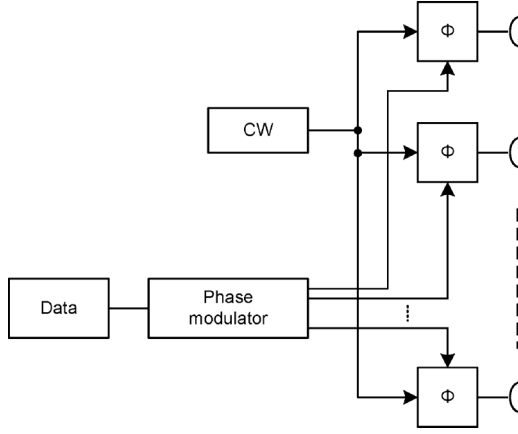 Φ
CW
Φ
Data
Phase
modulator
Φ